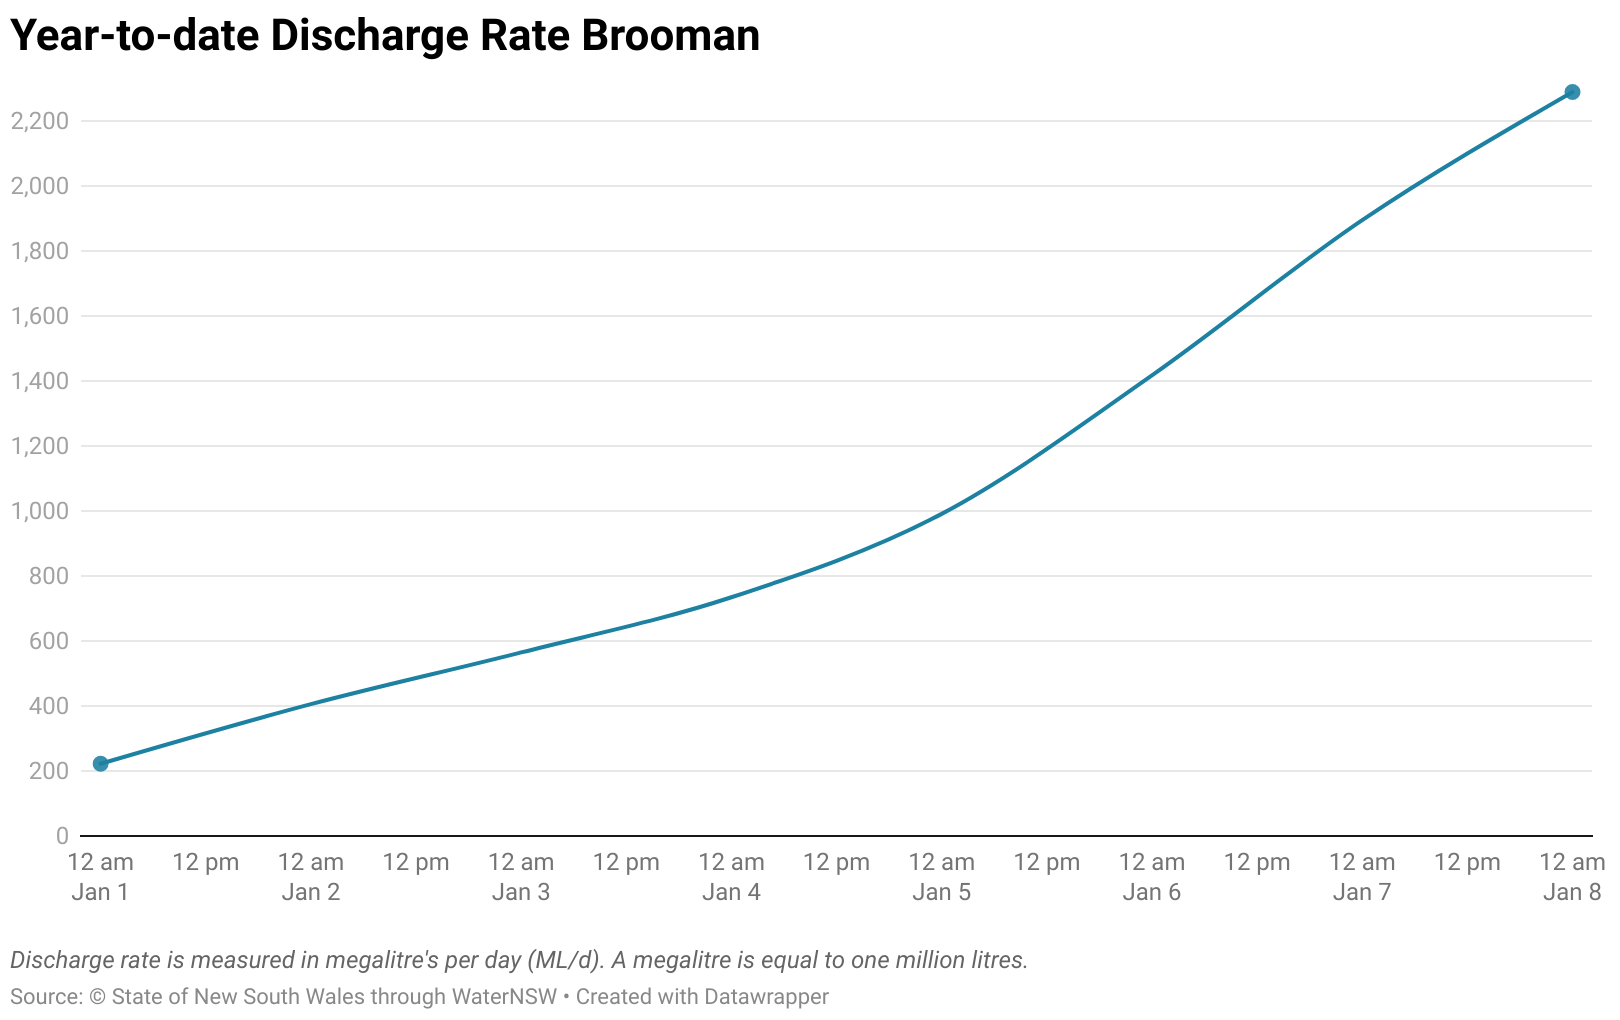 Year-to-date Discharge Rate Brooman
2,200
2,000
1,800
1,600
1,400
1,200
1,000
800
600
400
200
0
12 am 12 pm 12 am 12 pm 12 am 12 pm 12 am 12 pm 12 am 12 pm 12 am 12 pm 12 am 12 pm 12 am
Jan 1 Jan 2 Jan 3 Jan 4 Jan 5 Jan 6 Jan 7 Jan 8
Discharge rate is measured in megalitre's per day (ML/d). A megalitre is equal to one million litres.
Source: © State of New South Wales through WaterNSW • Created with Datawrapper